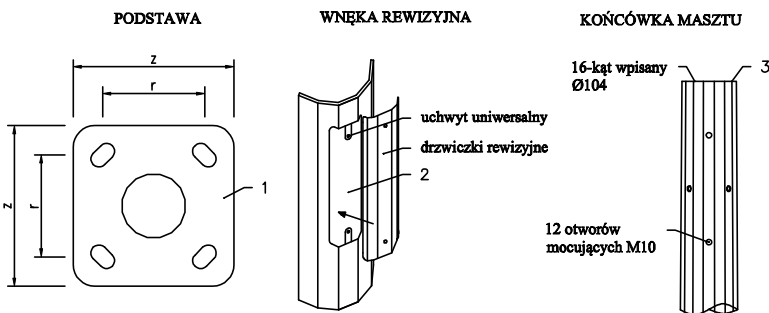 PODSTAWA
WNĘKA REWIZYJNA
KOŃCÓWKA MASZTU
z
r
z
r
1
uchwyt uniwersalny
drzwiczki rewizyjne
2
16-kąt wpisany
Ø104
3
12 otworów
mocujących M10